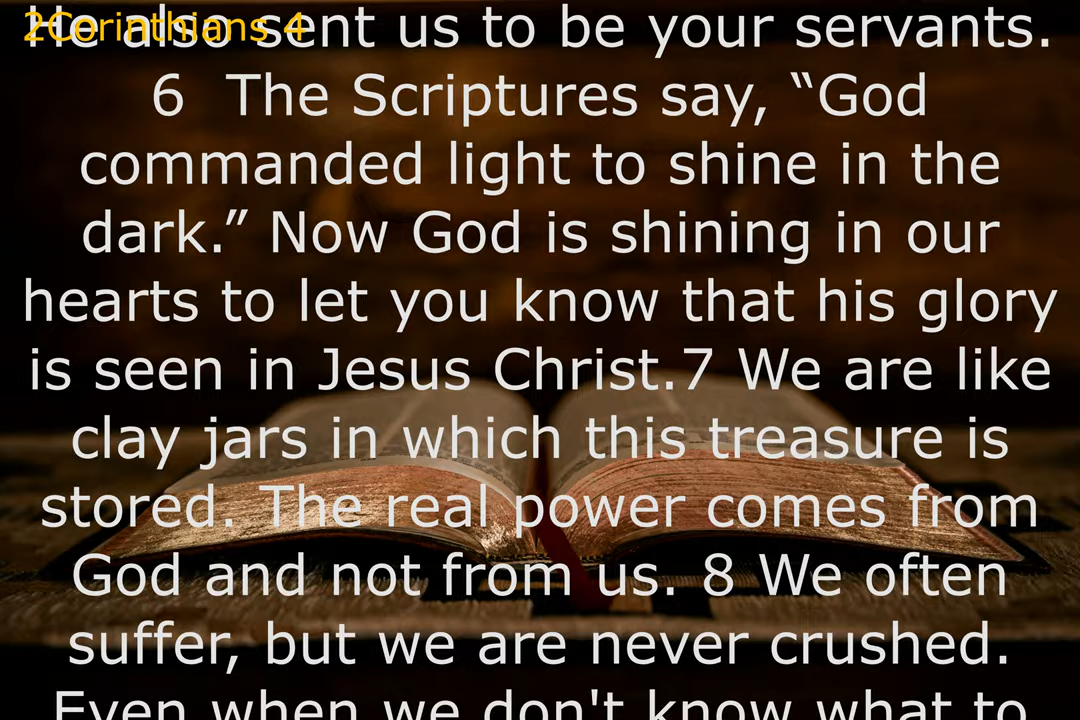 2Corinthians 4
He also sent us to be your servants.
6 The Scriptures say, “God
commanded light to shine in the
dark.” Now God is shining in our
hearts to let you know that his glory
is seen in Jesus Christ.7 We are like
clay jars in which this treasure is
stored. The real power comes from
God and not from us. 8 We often
suffer, but we are never crushed.
Even when we don't know what to